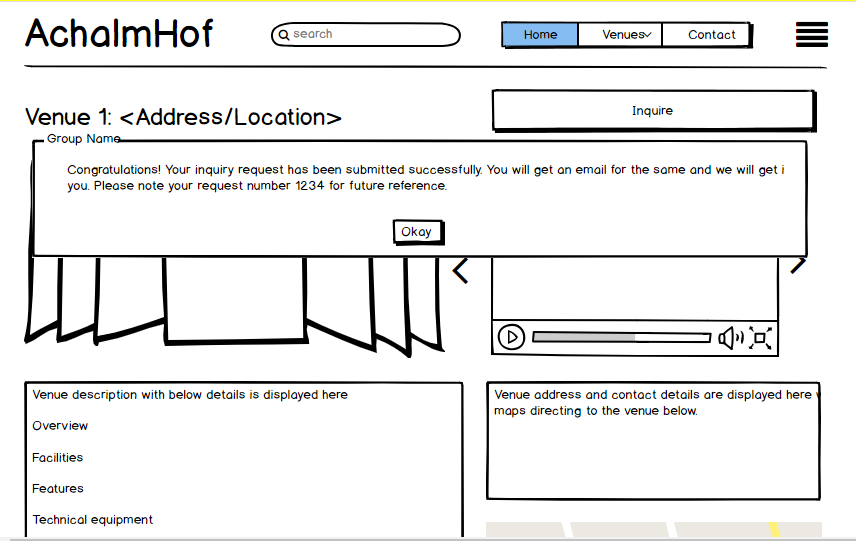 AchalmHof
search
Home
Venues
Contact
Venue 1: <Address/Location>
Inquire
Group Name
Congratulations! Your inquiry request has been submitted successfully. You will get an email for the same and we will get i
you. Please note your request number 1234 for future reference.
Okay
Venue description with below details is displayed here
Overview
Facilities
Features
Technical equipment
Venue address and contact details are displayed here
maps directing to the venue below.